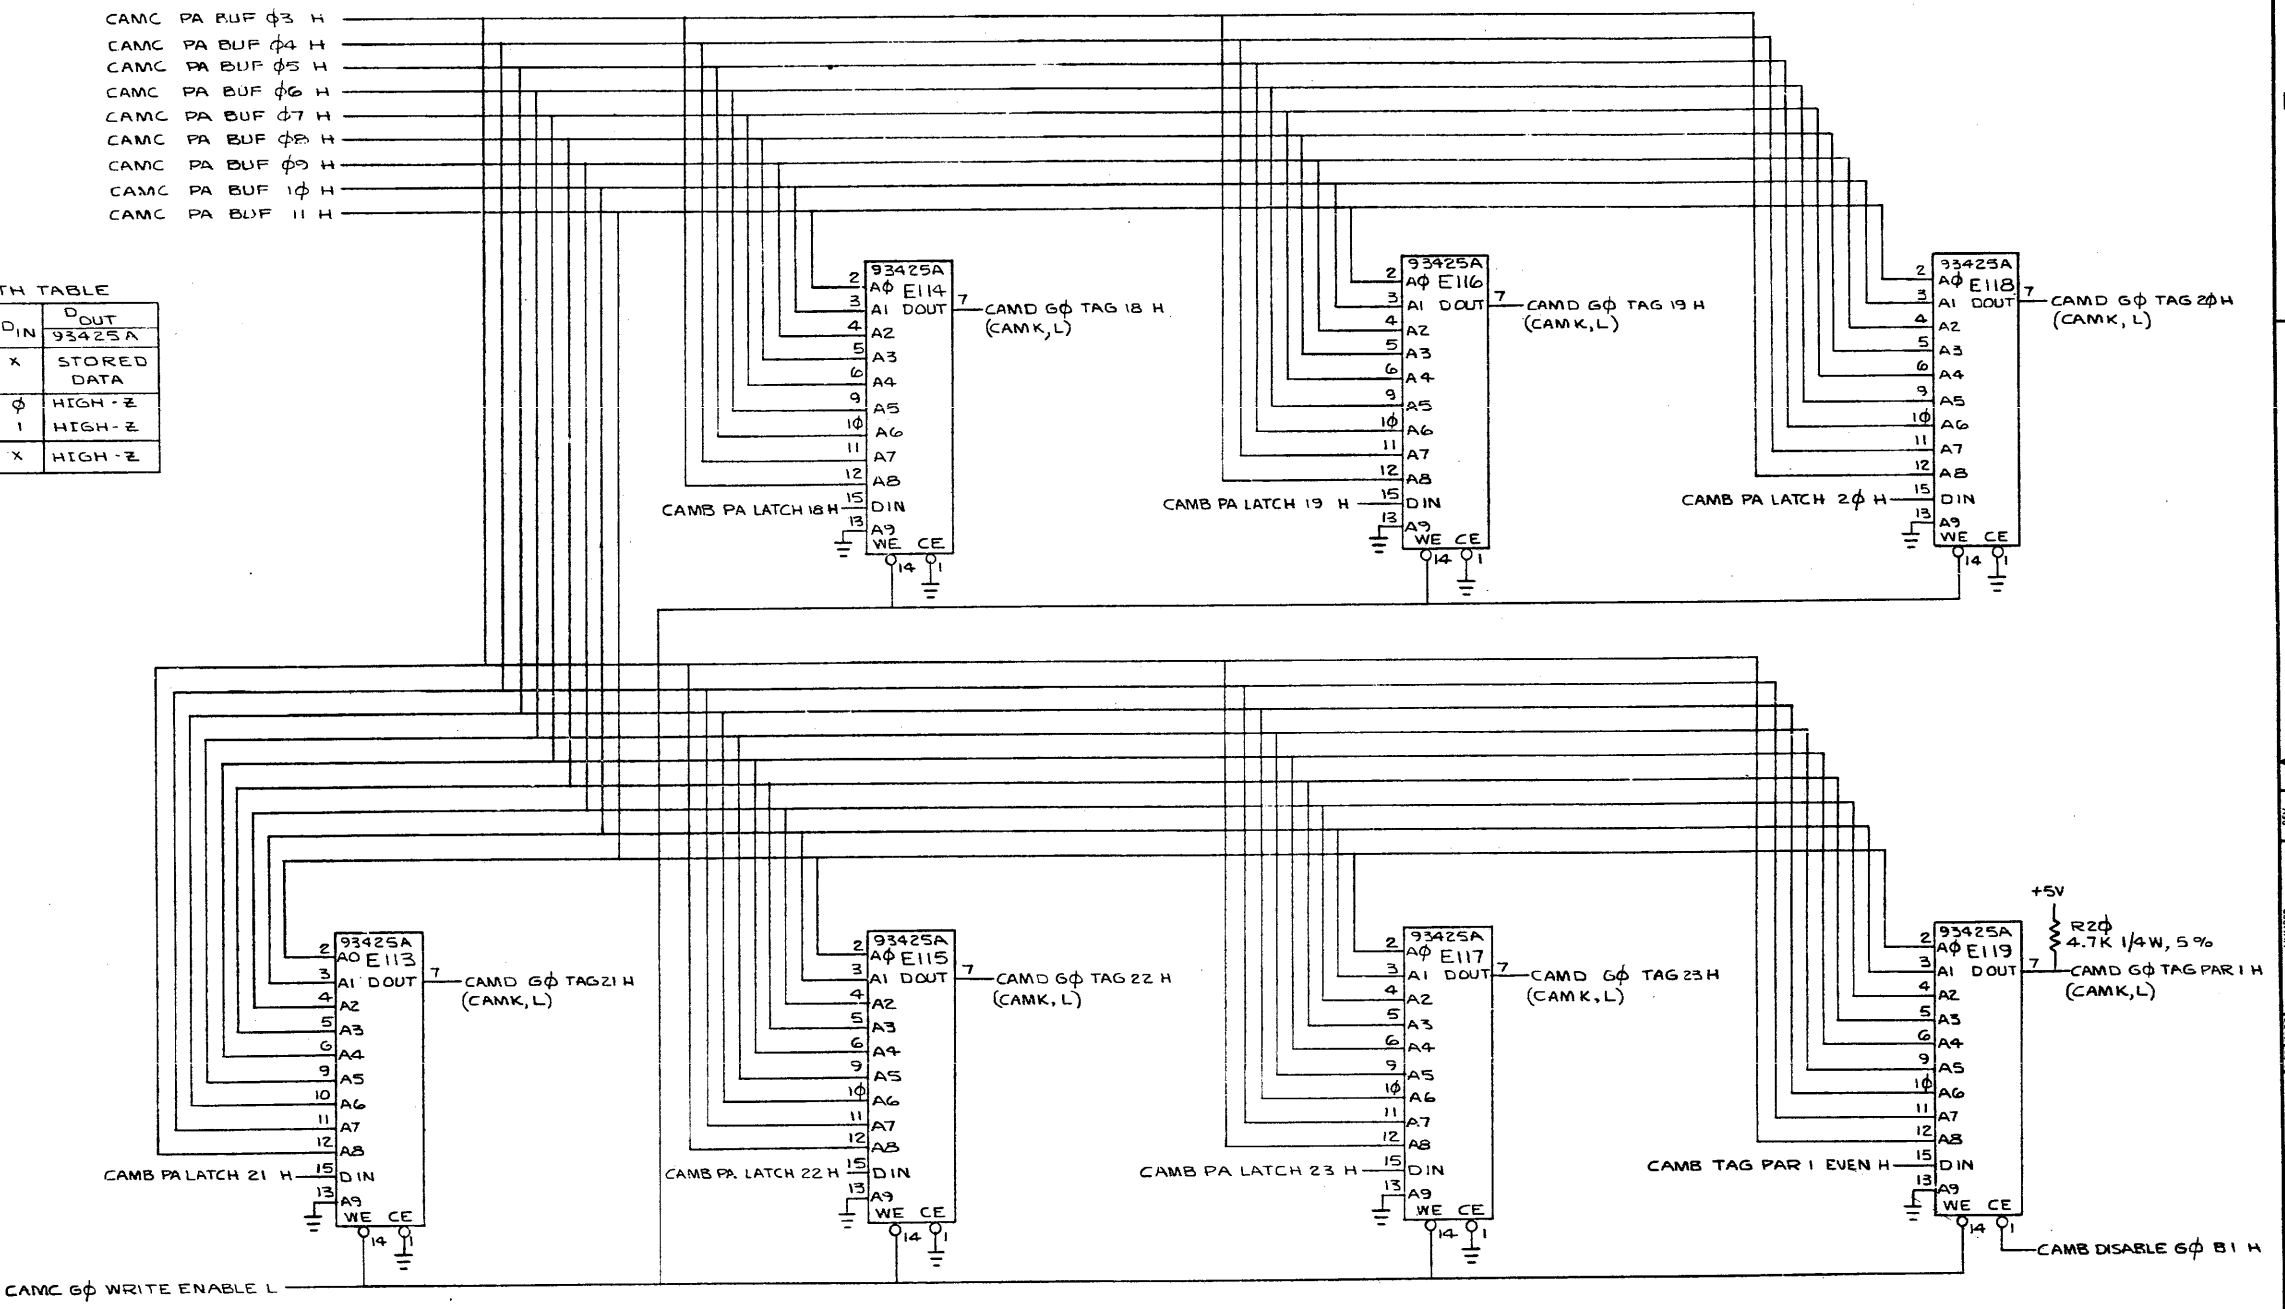 CAMC PA BUF φ3 H
CAMC PA BUF φ4 H
CAMC PA BUF φ5 H
CAMC PA BUF φ6 H
CAMC PA BUF φ7 H
CAMC PA BUF φ8 H
CAMC PA BUF φ9 H
CAMC PA BUF 1φ H
CAMC PA BUF 11 H
TH TABLE
DIN DOUT
93425A
X STORED
DATA
φ HIGH-Z
1 HIGH-Z
X HIGH-Z
93425A
E114
2 Aφ
3 A1 DOUT 7 CAMD Gφ TAG 18 H
(CAMK, L)
4 A2
5 A3
6 A4
9 A5
1φ A6
11 A7
12 A8
CAMB PA LATCH 18 H 15 DIN
13 A9
WE CE
14 1
93425A
E116
2 Aφ
3 A1 DOUT 7 CAMD Gφ TAG 19 H
(CAMK, L)
4 A2
5 A3
6 A4
9 A5
1φ A6
11 A7
12 A8
CAMB PA LATCH 19 H 15 DIN
13 A9
WE CE
14 1
93425A
E118
2 Aφ
3 A1 DOUT 7 CAMD Gφ TAG 2φ H
(CAMK, L)
4 A2
5 A3
6 A4
9 A5
1φ A6
11 A7
12 A8
CAMB PA LATCH 2φ H 15 DIN
13 A9
WE CE
14 1
93425A
E113
2 A0
3 A1 DOUT 7 CAMD Gφ TAG 21 H
(CAMK, L)
4 A2
5 A3
6 A4
9 A5
10 A6
11 A7
12 A8
CAMB PA LATCH 21 H 15 DIN
13 A9
WE CE
14 1
93425A
E115
2 Aφ
3 A1 DOUT 7 CAMD Gφ TAG 22 H
(CAMK, L)
4 A2
5 A3
6 A4
9 A5
1φ A6
11 A7
12 A8
CAMB PA LATCH 22 H 15 DIN
13 A9
WE CE
14 1
93425A
E117
2 Aφ
3 A1 DOUT 7 CAMD Gφ TAG 23 H
(CAMK, L)
4 A2
5 A3
6 A4
9 A5
1φ A6
11 A7
12 A8
CAMB PA LATCH 23 H 15 DIN
13 A9
WE CE
14 1
+5V
R2φ
4.7K 1/4W, 5%
93425A
E119
2 Aφ
3 A1 DOUT 7 CAMD Gφ TAG PAR 1 H
(CAMK, L)
4 A2
5 A3
6 A4
9 A5
1φ A6
11 A7
12 A8
CAMB TAG PAR 1 EVEN H 15 DIN
13 A9
WE CE
14 1
CAMB DISABLE Gφ B1 H
CAMC Gφ WRITE ENABLE L